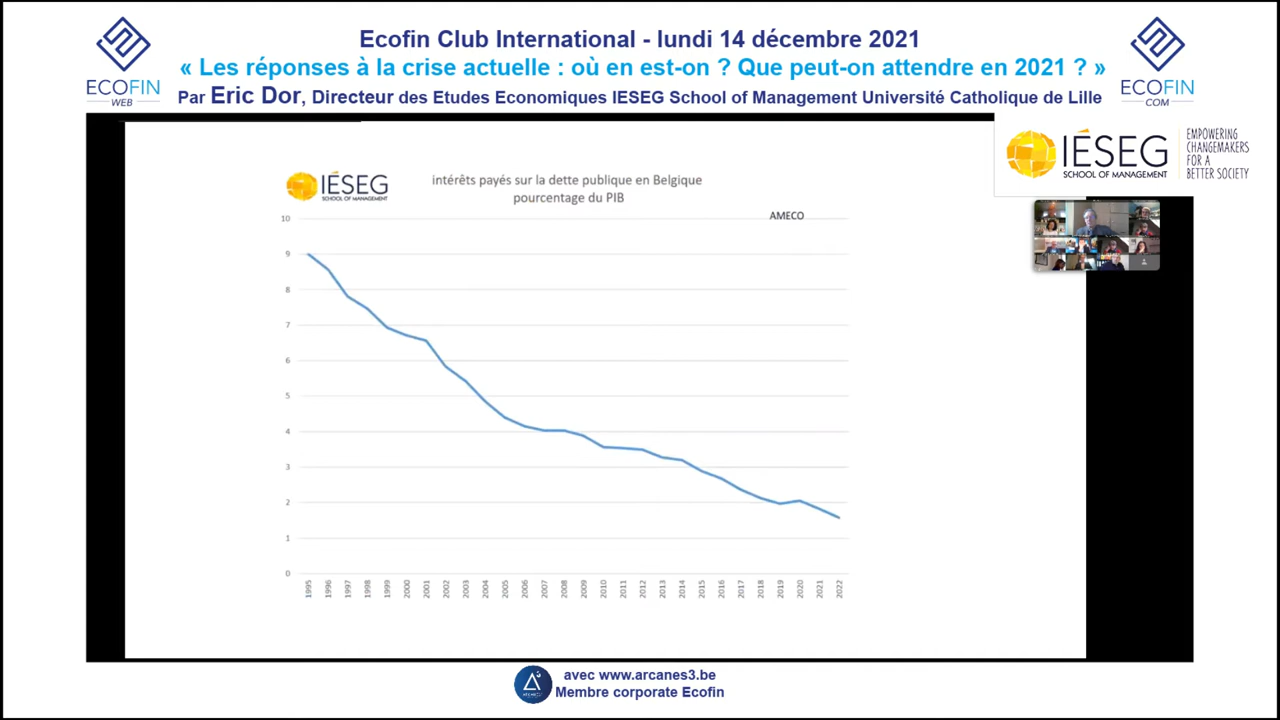 Ecofin Club International - lundi 14 décembre 2021
« Les réponses à la crise actuelle : où en est-on ? Que peut-on attendre en 2021 ? »
Par Eric Dor, Directeur des Etudes Economiques IESEG School of Management Université Catholique de Lille
ECOFIN
WEB
ECOFIN
COM
IÉSEG
SCHOOL OF MANAGEMENT
EMPOWERING
CHANGEMAKERS
FOR A
BETTER SOCIETY
IÉSEG
SCHOOL OF MANAGEMENT
intérêts payés sur la dette publique en Belgique
pourcentage du PIB
AMECO
10
9
8
7
6
5
4
3
2
1
0
1995 1996 1997 1998 1999 2000 2001 2002 2003 2004 2005 2006 2007 2008 2009 2010 2011 2012 2013 2014 2015 2016 2017 2018 2019 2020 2021 2022
avec www.arcanes3.be
Membre corporate Ecofin